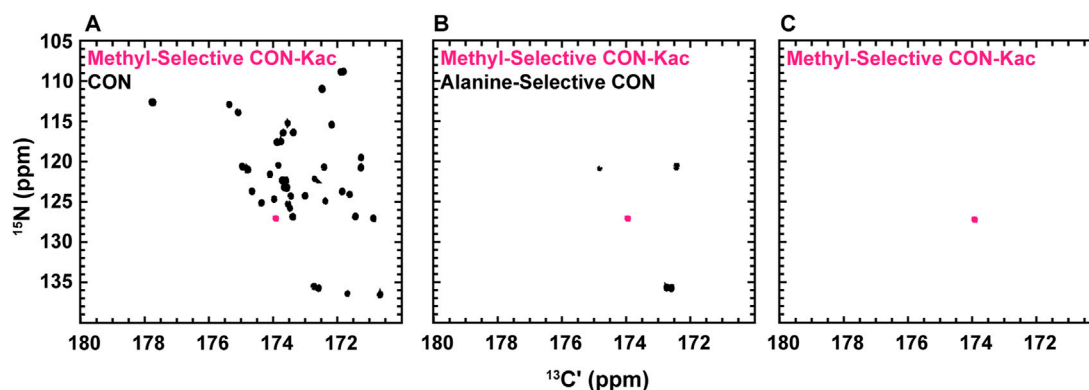 A
B
C
Methyl-Selective CON-Kac
CON
Methyl-Selective CON-Kac
Alanine-Selective CON
Methyl-Selective CON-Kac
105
110
115
120
125
130
135
¹⁵N (ppm)
180 178 176 174 172
180 178 176 174 172
180 178 176 174 172
¹³C' (ppm)